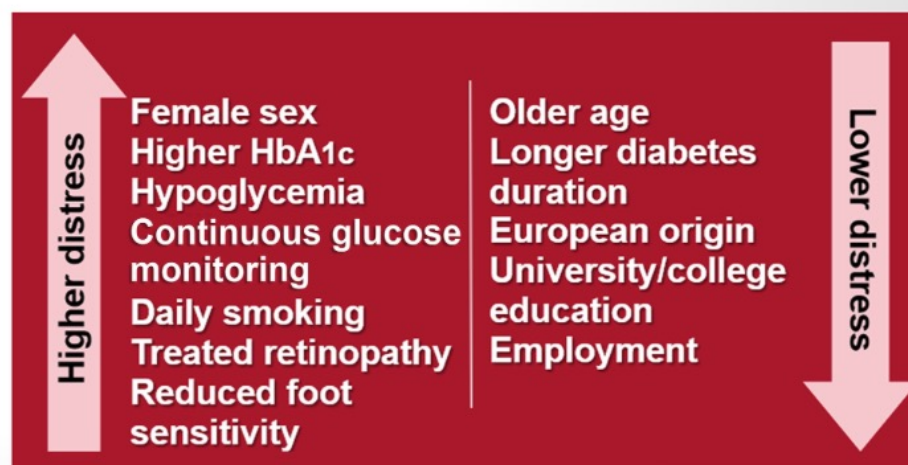 Higher distress
Female sex
Higher HbA1c
Hypoglycemia
Continuous glucose
monitoring
Daily smoking
Treated retinopathy
Reduced foot
sensitivity
Older age
Longer diabetes
duration
European origin
University/college
education
Employment
Lower distress